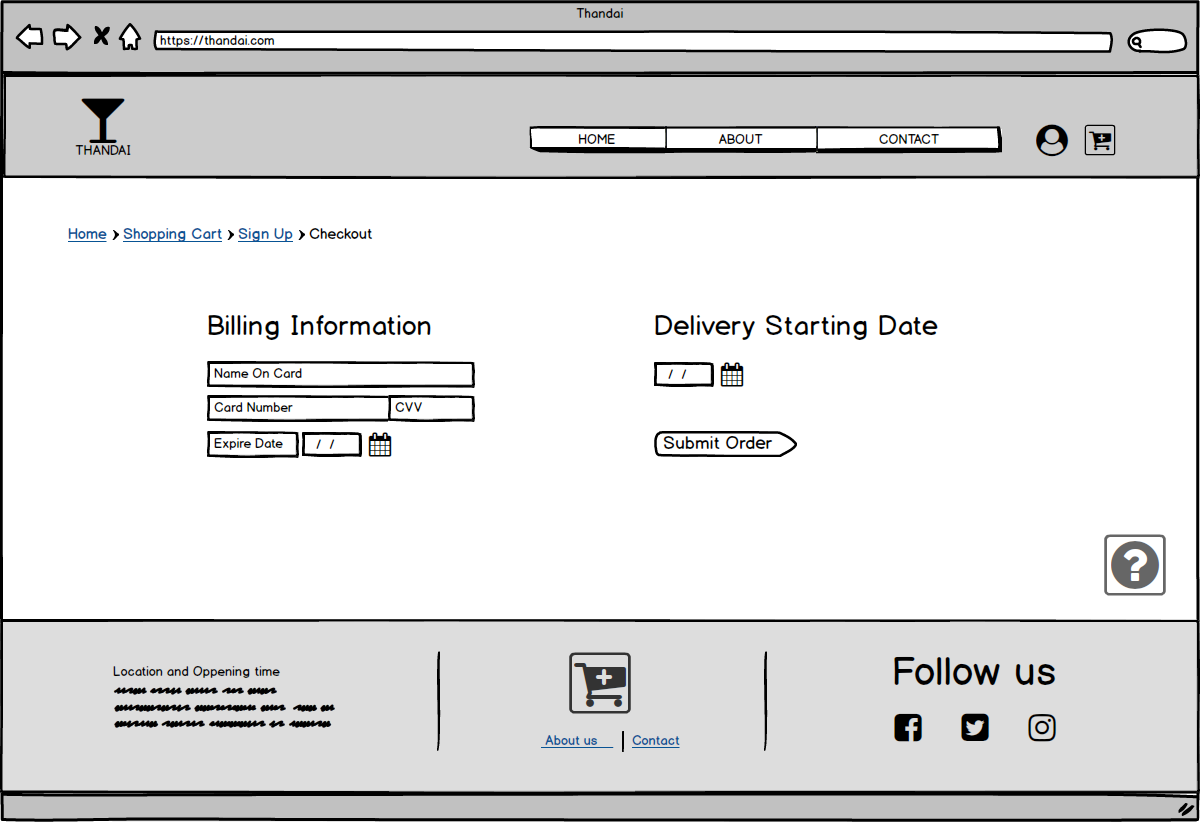 Thandai
https://thandai.com
THANDAI
HOME ABOUT CONTACT
Home > Shopping Cart > Sign Up > Checkout
Billing Information
Name On Card
Card Number CVV
Expire Date / /
Delivery Starting Date
/ /
Submit Order
?
Location and Oppening time
About us | Contact
Follow us